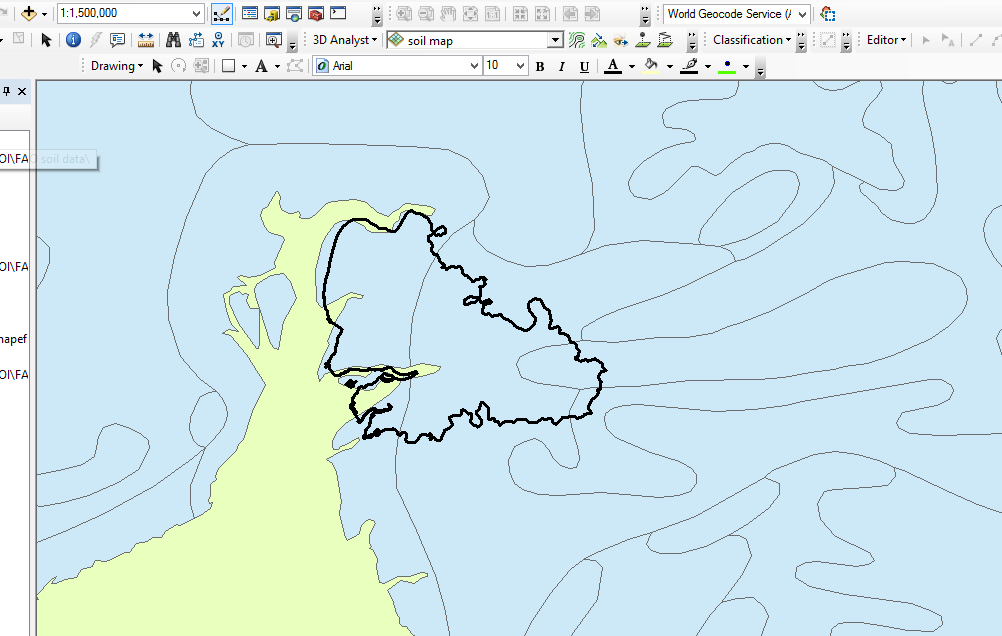 1:1,500,000
World Geocode Service (A
3D Analyst
soil map
Classification
Editor
Drawing
A
Arial
10
B
I
U
A
OI\FAO soil data\
OI\FA
hapef
OI\FA